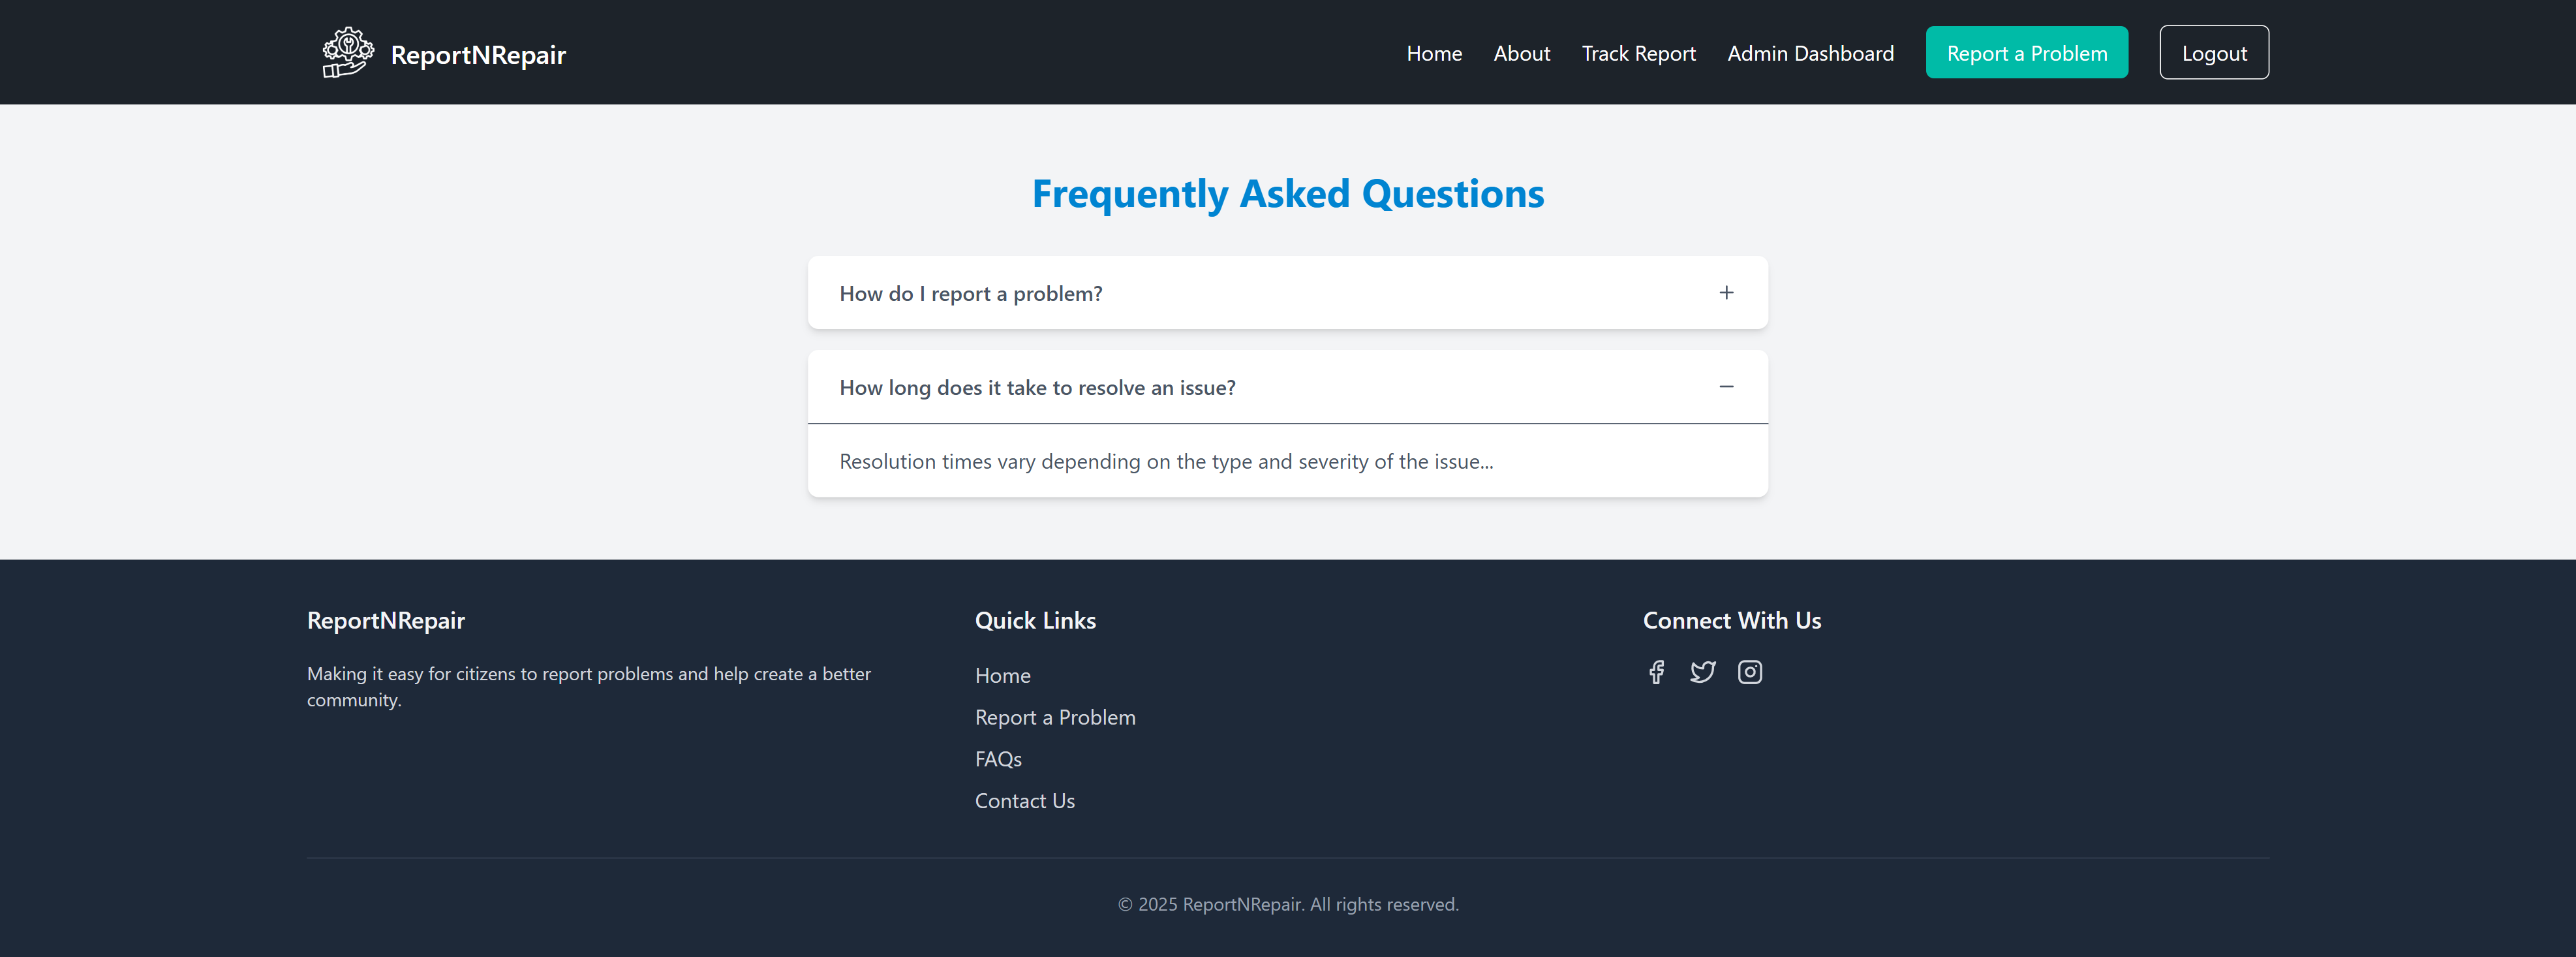 ReportNRepair
Home
About
Track Report
Admin Dashboard
Report a Problem
Logout
Frequently Asked Questions
How do I report a problem?
How long does it take to resolve an issue?
Resolution times vary depending on the type and severity of the issue...
ReportNRepair
Making it easy for citizens to report problems and help create a better
community.
Quick Links
Home
Report a Problem
FAQs
Contact Us
Connect With Us
© 2025 ReportNRepair. All rights reserved.